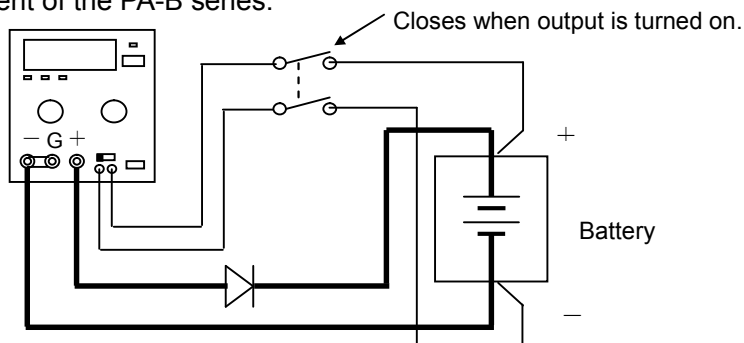 ent of the PA-B series.
Closes when output is turned on.
− G +
+
Battery
−